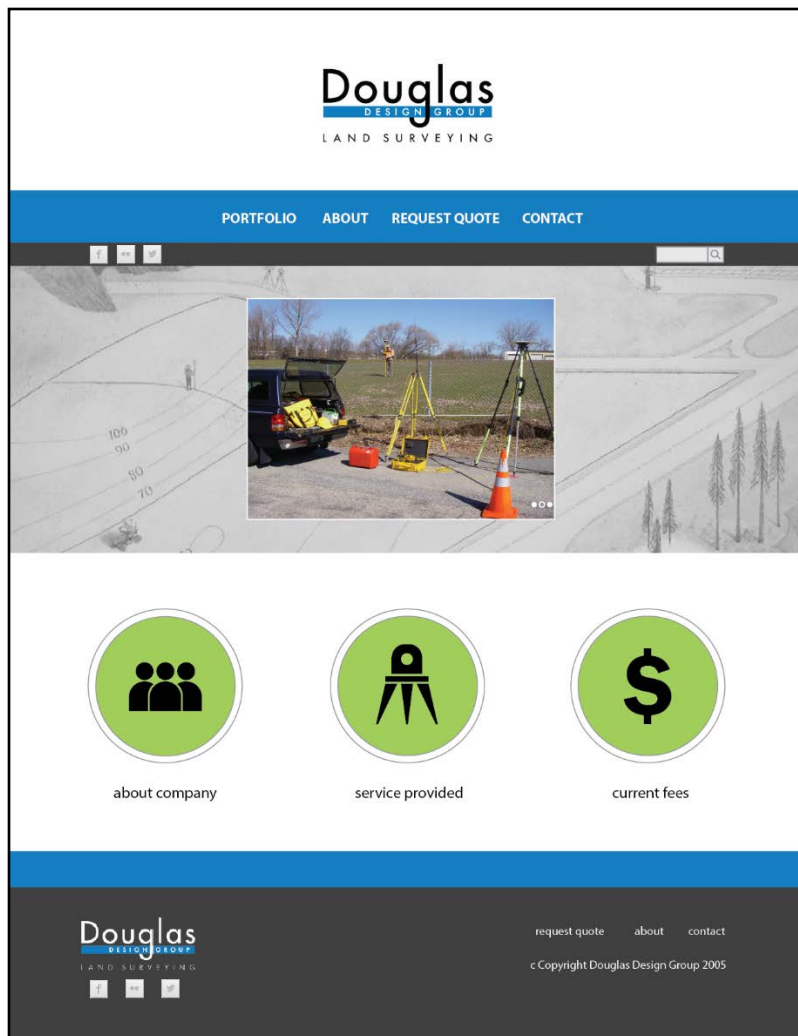 Douglas
DESIGN GROUP
LAND SURVEYING
PORTFOLIO ABOUT REQUEST QUOTE CONTACT
f
100
90
80
70
$
about company service provided current fees
Douglas
DESIGN GROUP
LAND SURVEYING
request quote about contact
c Copyright Douglas Design Group 2005
f